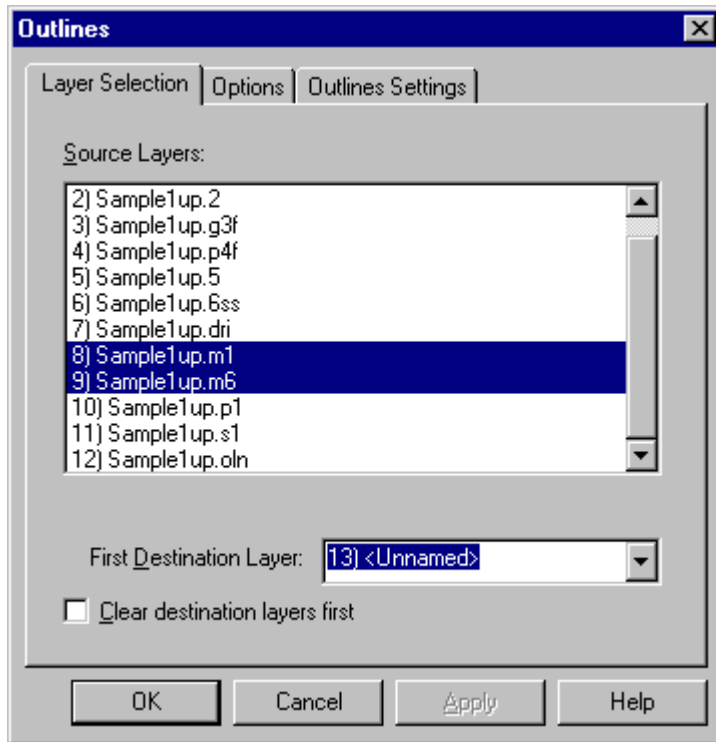 Outlines
Layer Selection Options Outlines Settings
Source Layers:
2) Sample1up.2
3) Sample1up.g3f
4) Sample1up.p4f
5) Sample1up.5
6) Sample1up.6ss
7) Sample1up.dri
8) Sample1up.m1
9) Sample1up.m6
10) Sample1up.p1
11) Sample1up.s1
12) Sample1up.oln
First Destination Layer: 13) <Unnamed>
Clear destination layers first
OK Cancel Apply Help